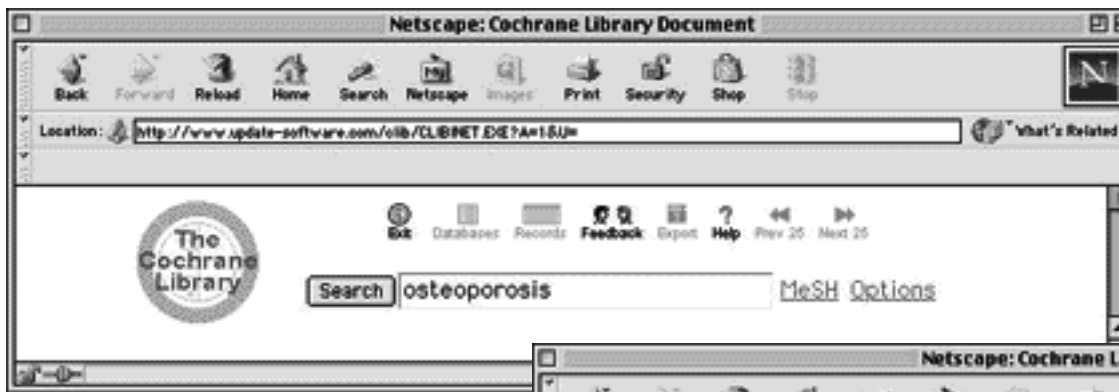 Netscape: Cochrane Library Document
Back Forward Reload Home Search Netscape Images Print Security Shop Stop
N
Location: http://www.update-software.com/clib/CLIBINET.EXE?A=1&U= What's Related
The
Cochrane
Library
Exit Databases Records Feedback Export Help Prev 25 Next 25
Search osteoporosis MeSH Options
Netscape: Cochrane L